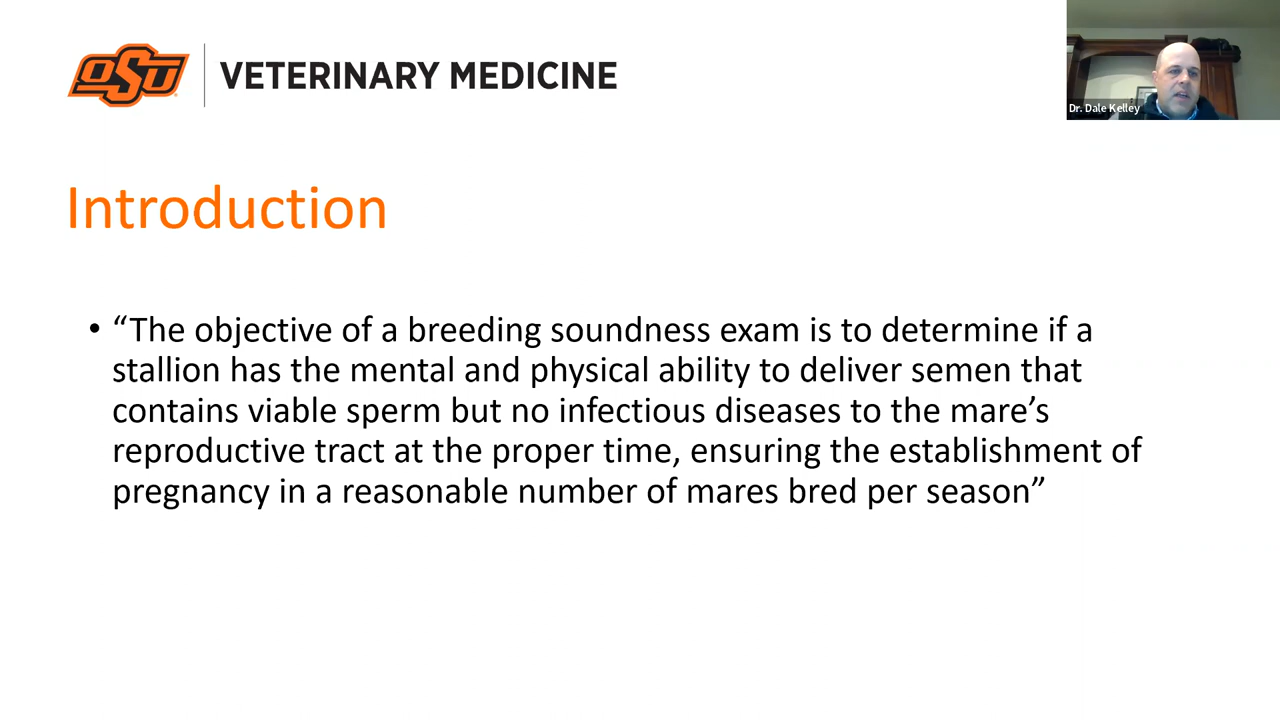 OSU VETERINARY MEDICINE
Dr. Dale Kelley
Introduction
• “The objective of a breeding soundness exam is to determine if a
stallion has the mental and physical ability to deliver semen that
contains viable sperm but no infectious diseases to the mare’s
reproductive tract at the proper time, ensuring the establishment of
pregnancy in a reasonable number of mares bred per season”